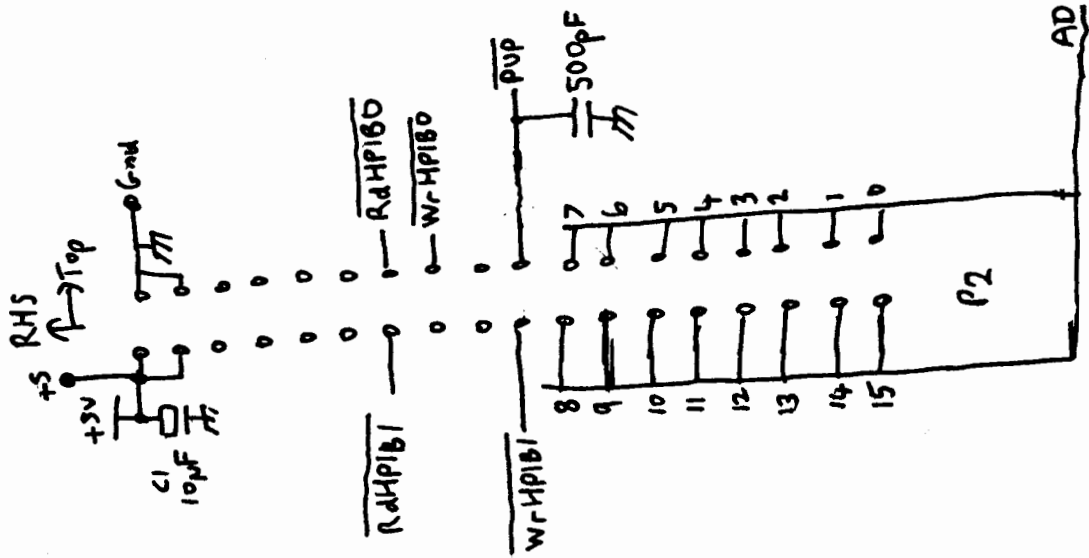 RHS
Top
+5
+3V
C1
10µF
Gnd
RdHPIB0
WrHPIB0
PUP
500pF
RdHPIB1
WrHPIB1
7
6
5
4
3
2
1
0
8
9
10
11
12
13
14
15
P2
AD